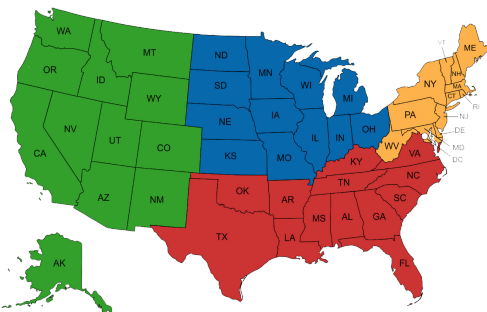 WA
MT
ND
MN
VT
ME
OR
ID
SD
WI
MI
NY
NH
MA
WY
CT
RI
NV
NE
IA
PA
NJ
UT
CO
IL
IN
OH
DE
CA
KS
MO
WV
VA
MD
KY
DC
AZ
NM
OK
AR
TN
NC
SC
MS
AL
GA
TX
LA
AK
FL